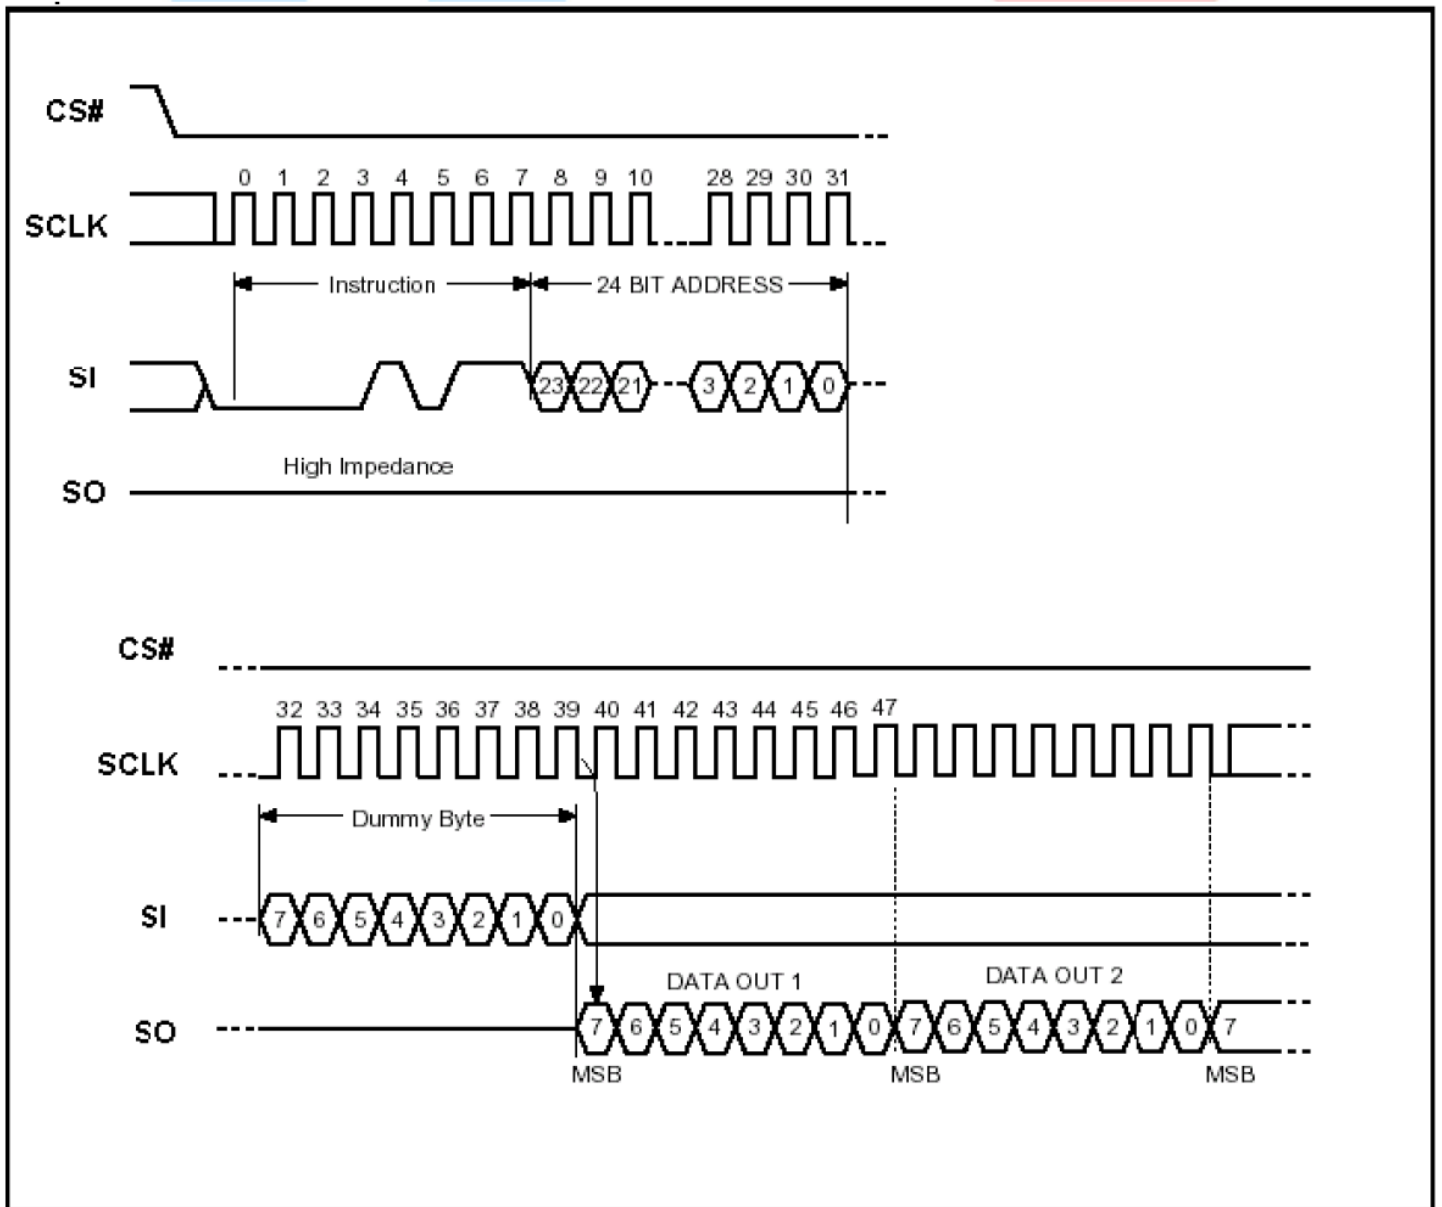 CS#
0 1 2 3 4 5 6 7 8 9 10 28 29 30 31
SCLK
Instruction 24 BIT ADDRESS
SI
23 22 21 3 2 1 0
High Impedance
SO
CS#
32 33 34 35 36 37 38 39 40 41 42 43 44 45 46 47
SCLK
Dummy Byte
SI
7 6 5 4 3 2 1 0
DATA OUT 1 DATA OUT 2
SO
7 6 5 4 3 2 1 0 7 6 5 4 3 2 1 0 7
MSB MSB MSB